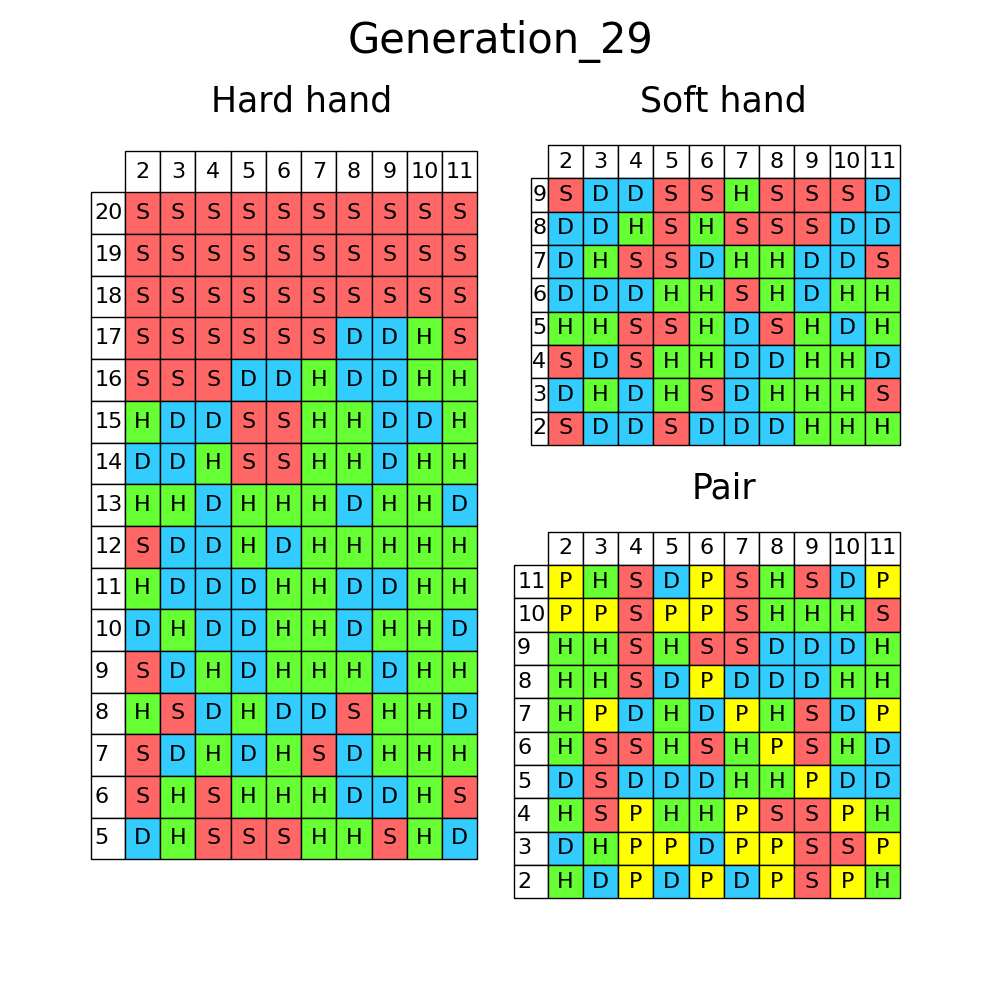 Generation_29
Hard hand
2 3 4 5 6 7 8 9 10 11
20 S S S S S S S S S S
19 S S S S S S S S S S
18 S S S S S S S S S S
17 S S S S S S D D H S
16 S S S D D H D D H H
15 H D D S S H H D D H
14 D D H S S H H D H H
13 H H D H H H D H H D
12 S D D H D H H H H H
11 H D D D H H D D H H
10 D H D D H H D H H D
9 S D H D H H H D H H
8 H S D H D D S H H D
7 S D H D H S D H H H
6 S H S H H H D D H S
5 D H S S S H H S H D
Soft hand
2 3 4 5 6 7 8 9 10 11
9 S D D S S H S S S D
8 D D H S H S S S D D
7 D H S S D H H D D S
6 D D D H H S H D H H
5 H H S S H D S H D H
4 S D S H H D D H H D
3 D H D H S D H H H S
2 S D D S D D D H H H
Pair
2 3 4 5 6 7 8 9 10 11
11 P H S D P S H S D P
10 P P S P P S H H H S
9 H H S H S S D D D H
8 H H S D P D D D H H
7 H P D H D P H S D P
6 H S S H S H P S H D
5 D S D D D H H P D D
4 H S P H H P S S P H
3 D H P P D P P S S P
2 H D P D P D P S P H